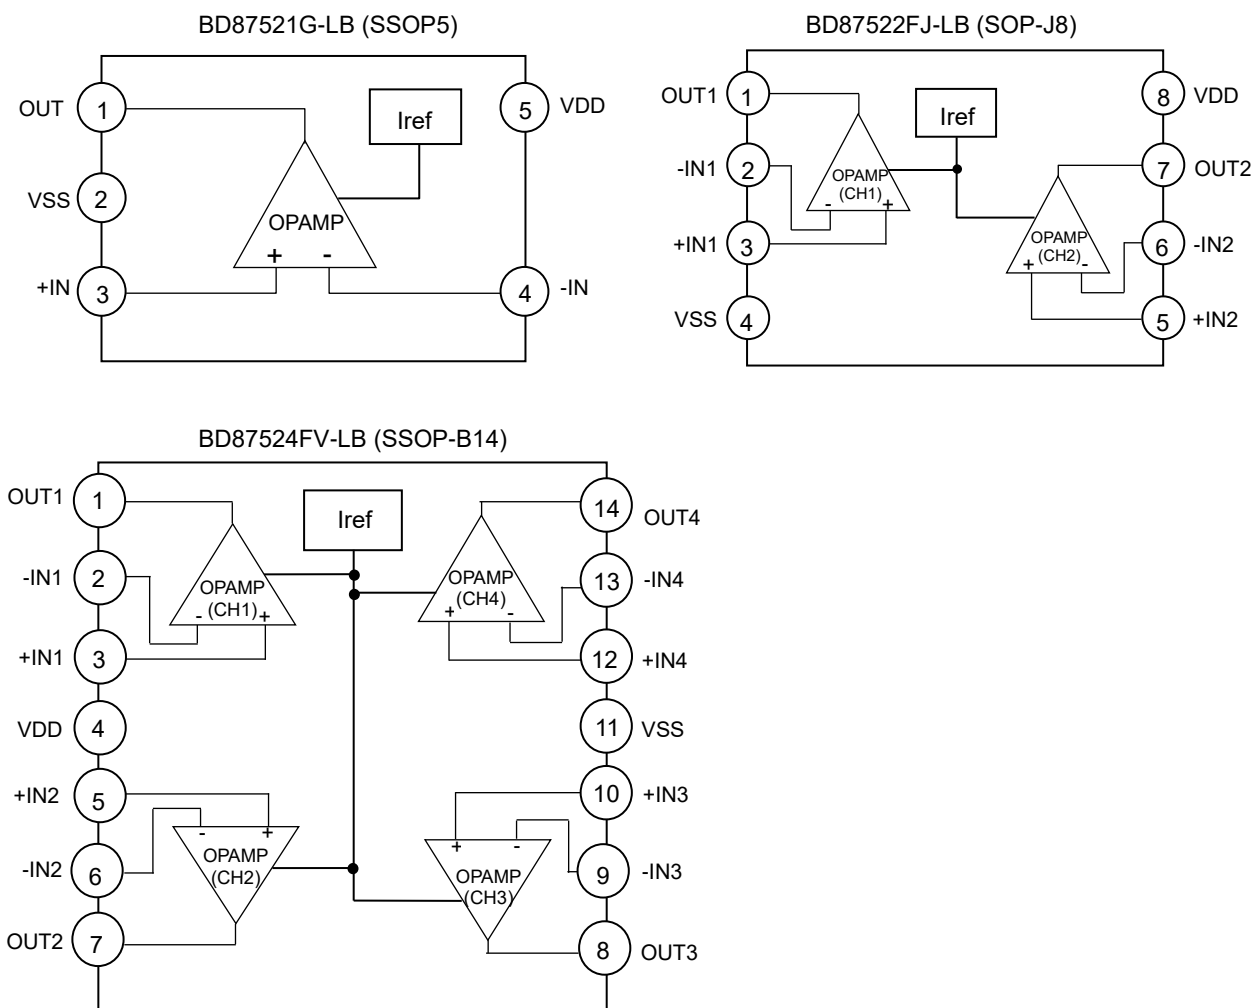 BD87521G-LB (SSOP5)
OUT 1
VSS 2
+IN 3
Iref
OPAMP
+ -
5 VDD
4 -IN
BD87522FJ-LB (SOP-J8)
OUT1 1
-IN1 2
+IN1 3
VSS 4
Iref
OPAMP
(CH1)
- +
OPAMP
(CH2)
+ -
8 VDD
7 OUT2
6 -IN2
5 +IN2
BD87524FV-LB (SSOP-B14)
OUT1 1
-IN1 2
+IN1 3
VDD 4
+IN2 5
-IN2 6
OUT2 7
Iref
OPAMP
(CH1)
- +
OPAMP
(CH4)
+ -
- +
OPAMP
(CH2)
+ -
OPAMP
(CH3)
14 OUT4
13 -IN4
12 +IN4
11 VSS
10 +IN3
9 -IN3
8 OUT3